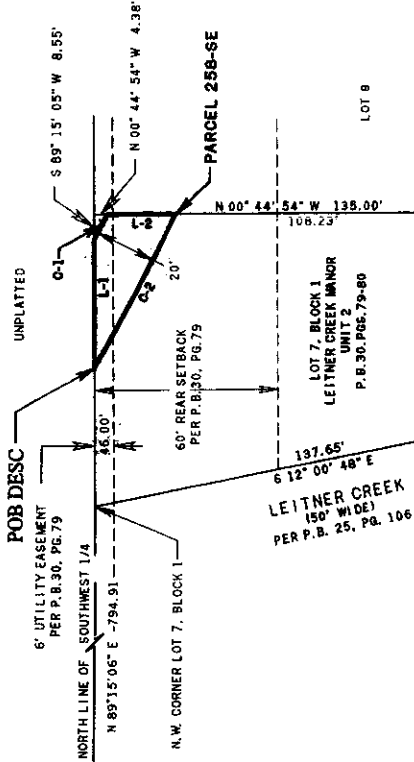 POB DESC
UNPLATTED
S 89° 15' 05" W 8.55'
N 00° 44' 54" W 4.38'
6' UTILITY EASEMENT
PER P.B.30, PG.79
46.00'
C-1
L-1
L-2
C-2
20'
PARCEL 258-SE
NORTH LINE OF SOUTHWEST 1/4
N 89°15'06" E -794.91
60' REAR SETBACK
PER P.B.30, PG.79
N 00° 44' 54" W 135.00'
108.23'
N.W. CORNER LOT 7, BLOCK 1
LOT 7, BLOCK 1
LEITNER CREEK MANOR
UNIT 2
P.B.30.PGS.79-80
LOT 8
137.65'
S 12° 00' 48" E
LEITNER CREEK
(50' WIDE)
PER P.B. 25, PG. 106